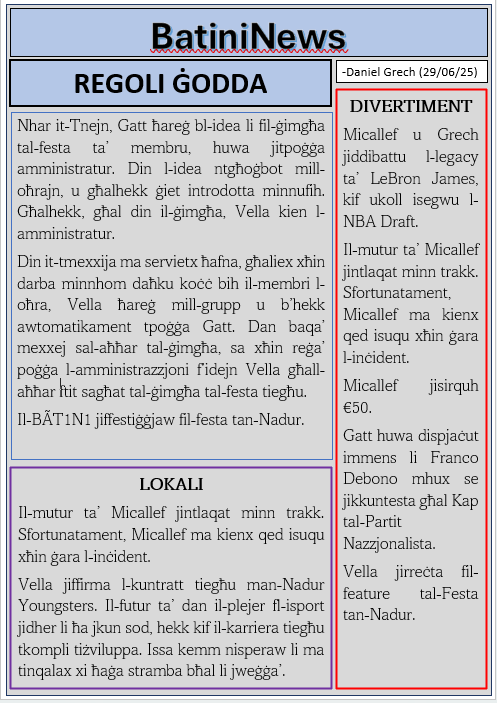 BatiniNews
REGOLI ĠODDA
-Daniel Grech (29/06/25)
Nhar it-Tnejn, Gatt ħareġ bl-idea li fil-ġimgħa
tal-festa ta’ membru, huwa jitpoġġa
amministratur. Din l-idea ntgħoġbot mill-
oħrajn, u għalhekk ġiet introdotta minnufih.
Għalhekk, għal din il-ġimgħa, Vella kien l-
amministratur.
Din it-tmexxija ma servietx ħafna, għaliex xħin
darba minnhom daħku koċċ bih il-membri l-
oħra, Vella ħareġ mill-grupp u b’hekk
awtomatikament tpoġġa Gatt. Dan baqa’
mexxej sal-aħħar tal-ġimgħa, sa xħin reġa’
poġġa l-amministrazzjoni f’idejn Vella għall-
aħħar ftit sagħat tal-ġimgħa tal-festa tiegħu.
Il-BÃT1N1 jiffestiġġjaw fil-festa tan-Nadur.
LOKALI
Il-mutur ta’ Micallef jintlaqat minn trakk.
Sfortunatament, Micallef ma kienx qed isuqu
xħin ġara l-inċident.
Vella jiffirma l-kuntratt tiegħu man-Nadur
Youngsters. Il-futur ta’ dan il-plejer fl-isport
jidher li ħa jkun sod, hekk kif il-karriera tiegħu
tkompli tiżviluppa. Issa kemm nisperaw li ma
tinqalax xi ħaġa stramba bħal li jweġġa’.
DIVERTIMENT
Micallef u Grech
jiddibattu l-legacy
ta’ LeBron James,
kif ukoll isegwu l-
NBA Draft.
Il-mutur ta’ Micallef
jintlaqat minn trakk.
Sfortunatament,
Micallef ma kienx
qed isuqu xħin ġara
l-inċident.
Micallef jisirquh
€50.
Gatt huwa dispjaċut
immens li Franco
Debono mhux se
jikkuntesta għal Kap
tal-Partit
Nazzjonalista.
Vella jirreċta fil-
feature tal-Festa
tan-Nadur.